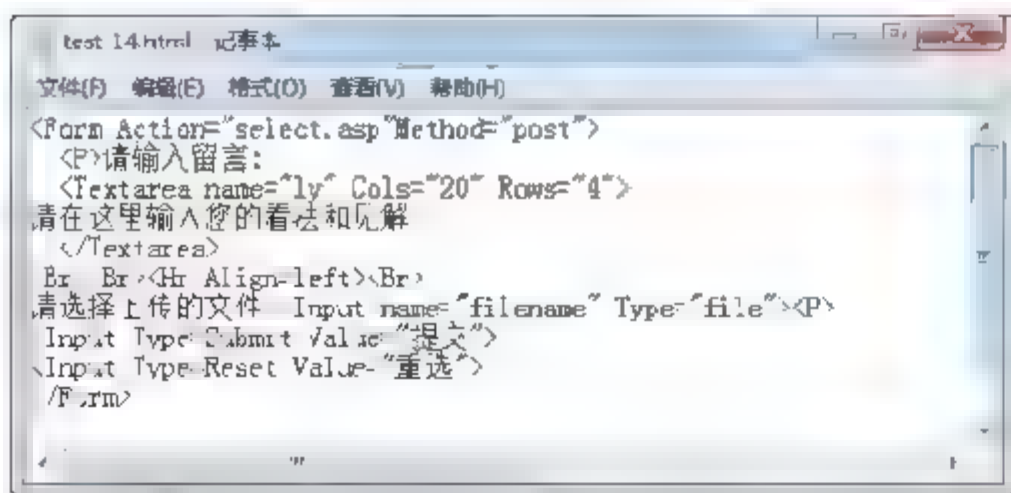 test 14.html 记事本
文件(F) 编辑(E) 格式(O) 查看(V) 帮助(H)
<Form Action="select.asp"Method="post">
<P>请输入留言:
<Textarea name="ly" Cols="20" Rows="4">
请在这里输入您的看法和见解
</Textarea>
Br Br><Hr Align=left><Br>
请选择上传的文件 Input name="filename" Type="file"><P>
Input Type=Submit Value="提交">
<Input Type=Reset Value="重选">
/Form>